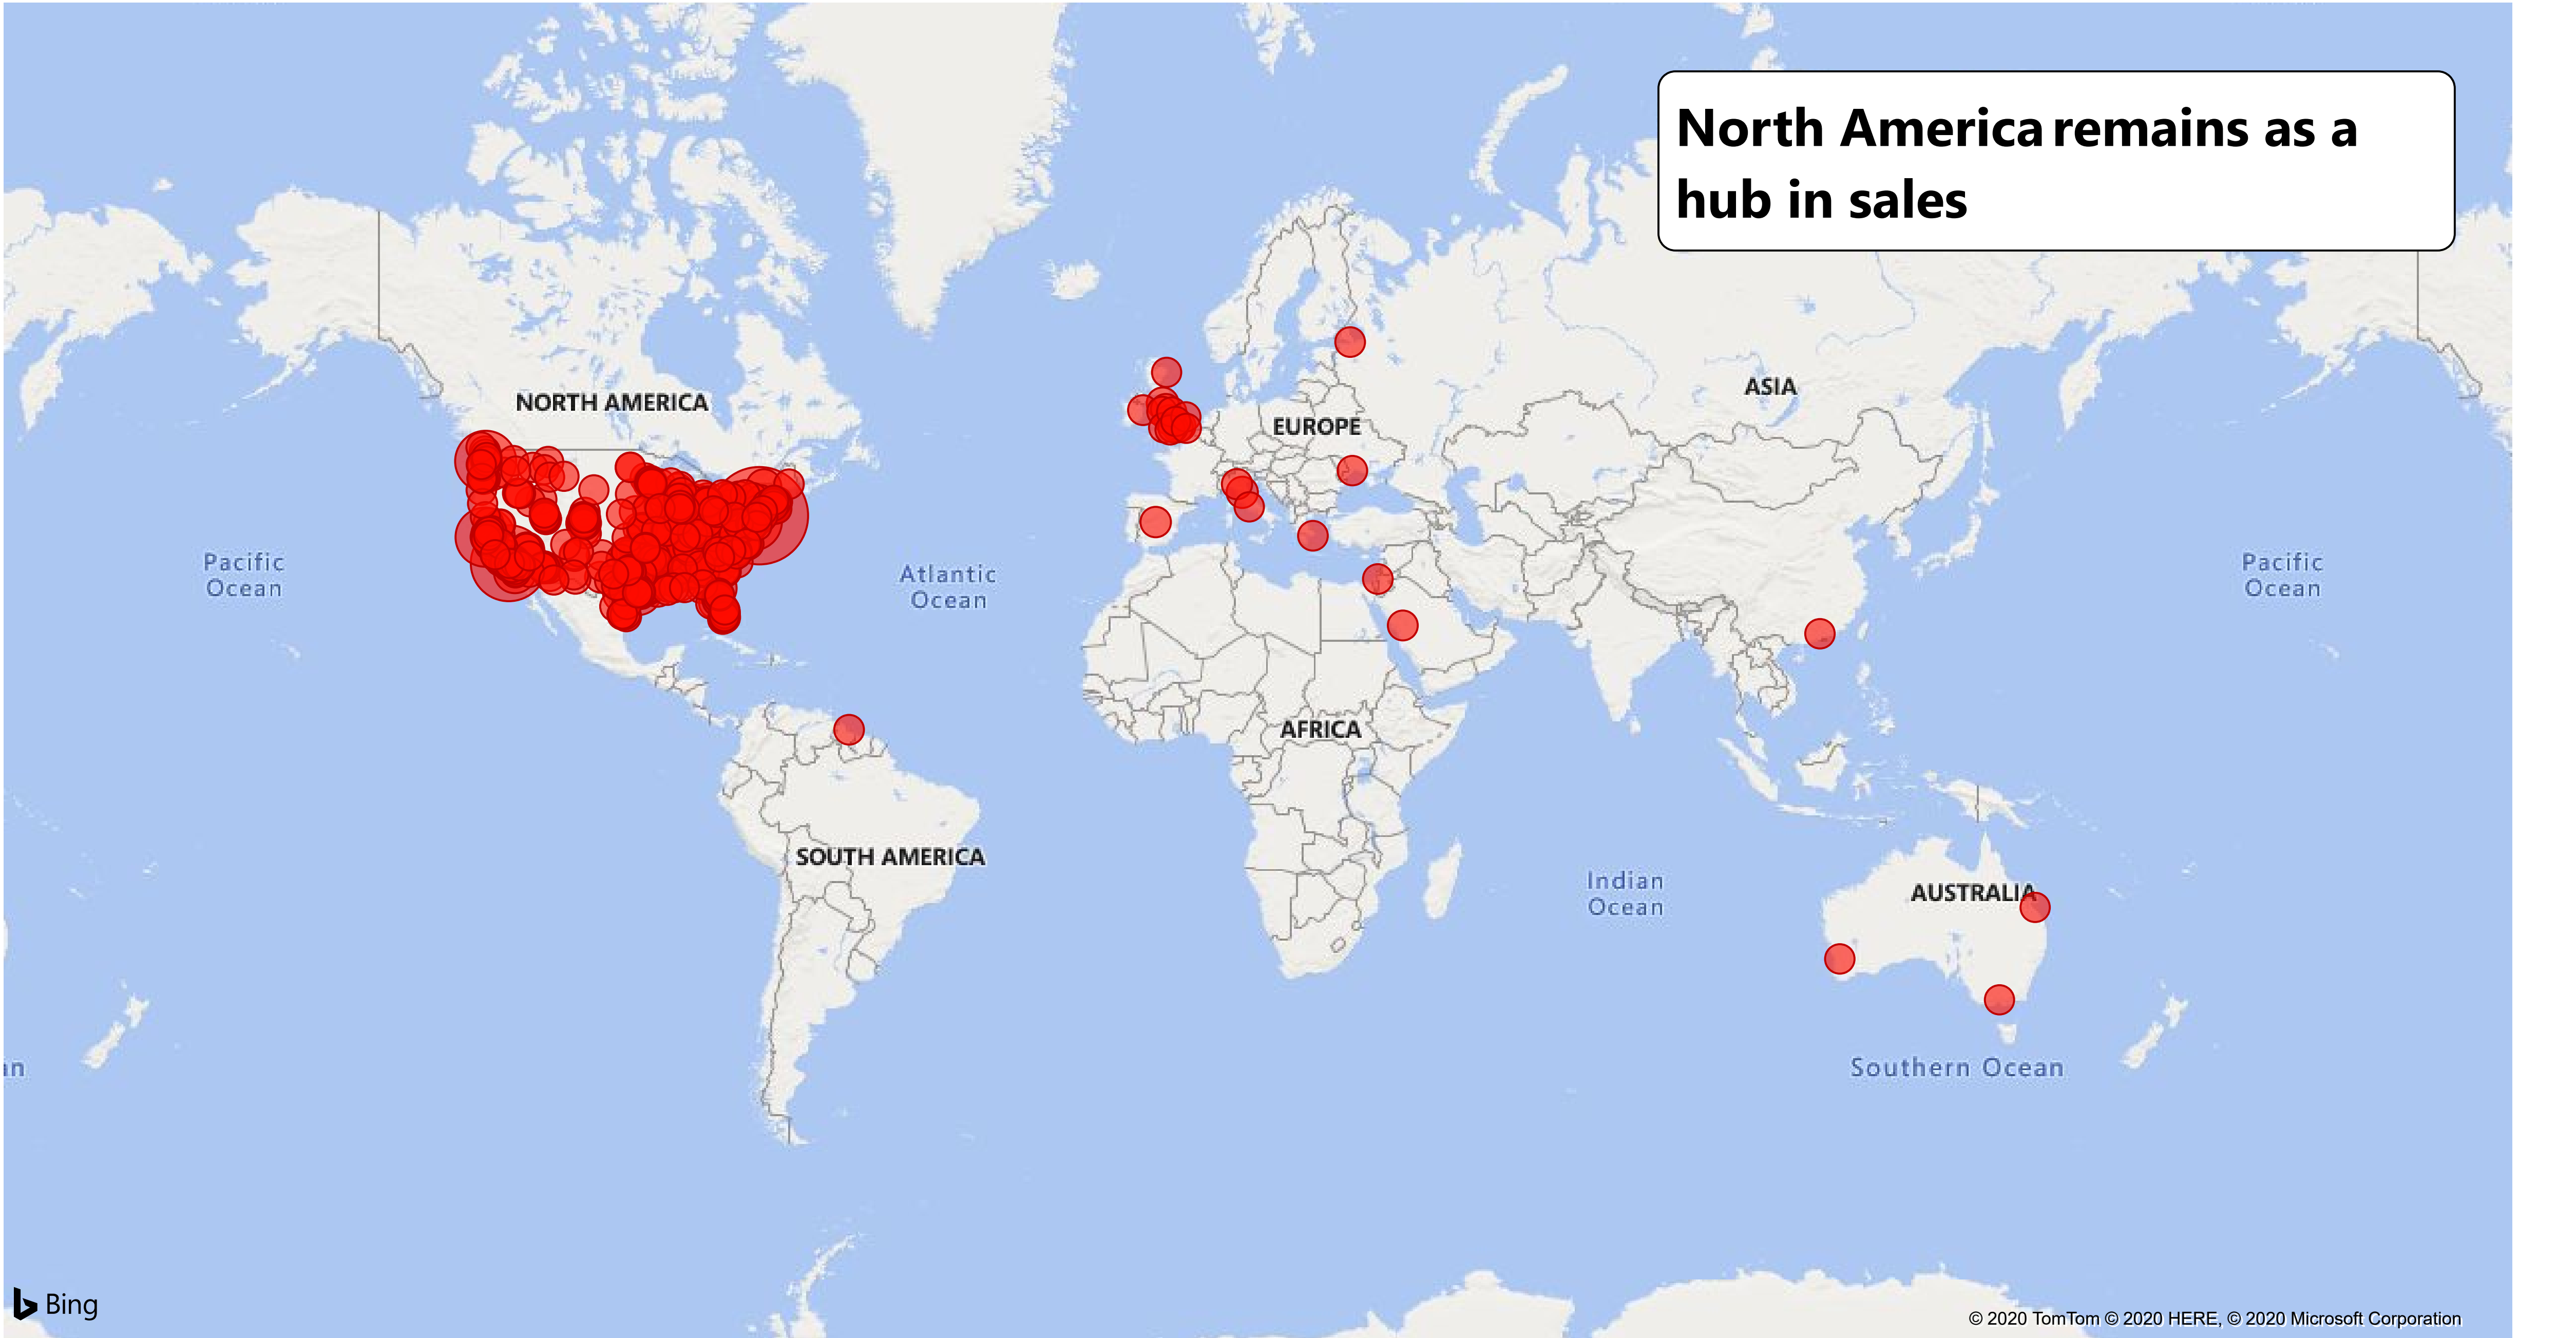 North America remains as a
hub in sales
NORTH AMERICA
ASIA
EUROPE
Pacific
Ocean
Atlantic
Ocean
Pacific
Ocean
AFRICA
SOUTH AMERICA
Indian
Ocean
AUSTRALIA
an
Southern Ocean
Bing
© 2020 TomTom © 2020 HERE, © 2020 Microsoft Corporation